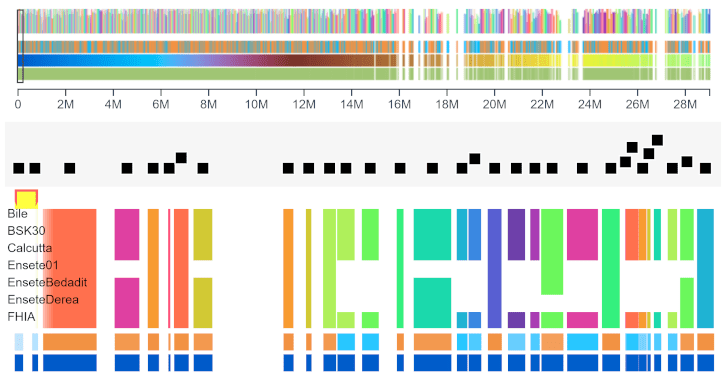 0 2M 4M 6M 8M 10M 12M 14M 16M 18M 20M 22M 24M 26M 28M
Bile
BSK30
Calcutta
Ensete01
EnseteBedadit
EnseteDerea
FHIA